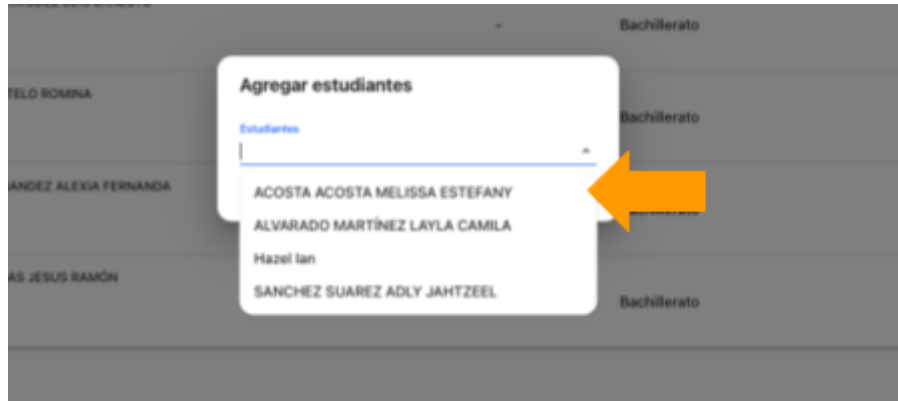 -
Bachillerato
Agregar estudiantes
TELO ROMINA
Bachillerato
Estudiantes
ANDEZ ALEXIA FERNANDA
ACOSTA ACOSTA MELISSA ESTEFANY
ALVARADO MARTÍNEZ LAYLA CAMILA
Hazel Ian
AS JESUS RAMÓN
SANCHEZ SUAREZ ADLY JAHTZEEL
Bachillerato